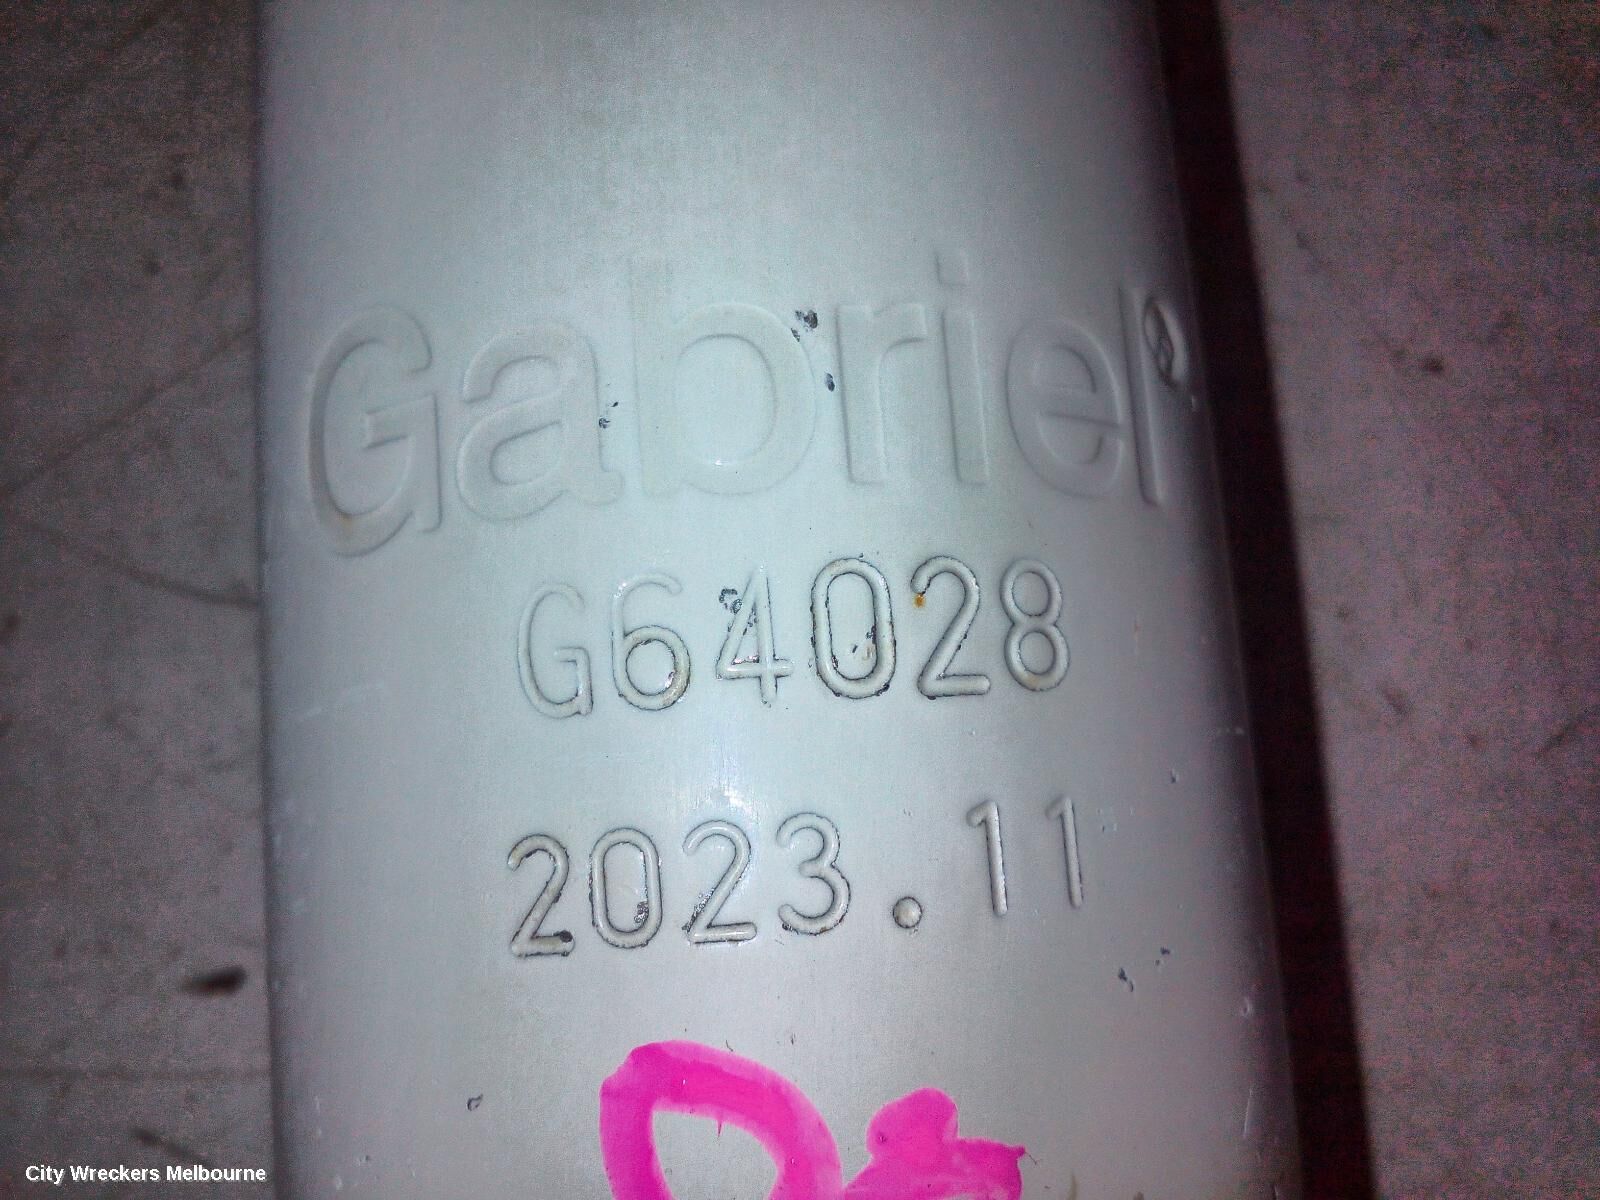 Gabriel
G64028
2023.11
City Wreckers Melbourne